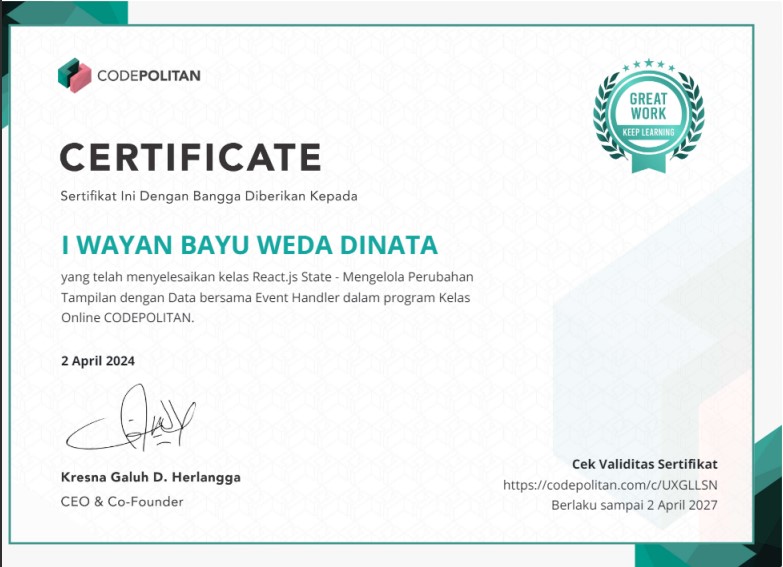 CODEPOLITAN
GREAT
WORK
KEEP LEARNING
CERTIFICATE
Sertifikat Ini Dengan Bangga Diberikan Kepada
I WAYAN BAYU WEDA DINATA
yang telah menyelesaikan kelas React.js State - Mengelola Perubahan
Tampilan dengan Data bersama Event Handler dalam program Kelas
Online CODEPOLITAN.
2 April 2024
Kresna Galuh D. Herlangga
CEO & Co-Founder
Cek Validitas Sertifikat
https://codepolitan.com/c/UXGLLSN
Berlaku sampai 2 April 2027